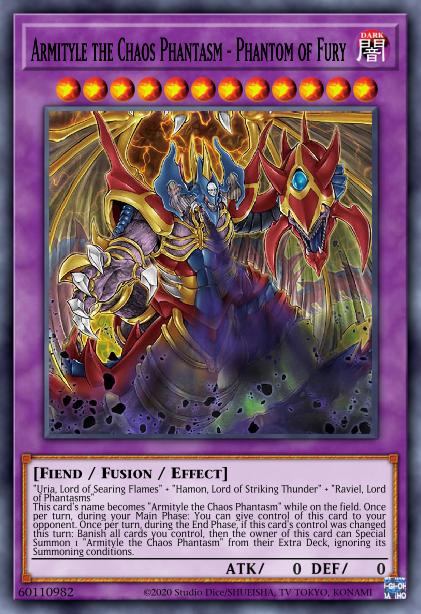 Armityle the Chaos Phantasm - Phantom of Fury
DARK
闇
[Fiend / Fusion / Effect]
"Uria, Lord of Searing Flames" + "Hamon, Lord of Striking Thunder" + "Raviel, Lord
of Phantasms"
This card's name becomes "Armityle the Chaos Phantasm" while on the field. Once
per turn, during your Main Phase: You can give control of this card to your
opponent. Once per turn, during the End Phase, if this card's control was changed
this turn: Banish all cards you control, then the owner of this card can Special
Summon 1 "Armityle the Chaos Phantasm" from their Extra Deck, ignoring its
Summoning conditions.
ATK/ 0 DEF/ 0
60110982
©2020 Studio Dice/SHUEISHA, TV TOKYO, KONAMI